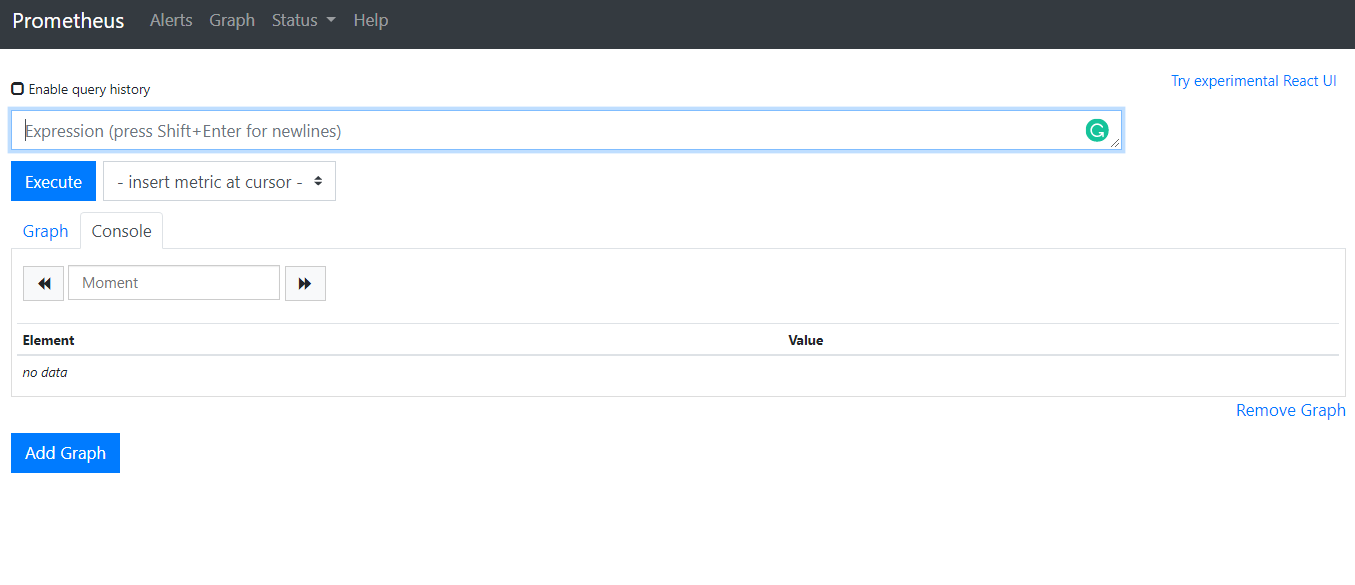 Prometheus Alerts Graph Status Help
Try experimental React UI
Enable query history
Expression (press Shift+Enter for newlines)
Execute - insert metric at cursor -
Graph Console
Moment
Element Value
no data
Remove Graph
Add Graph